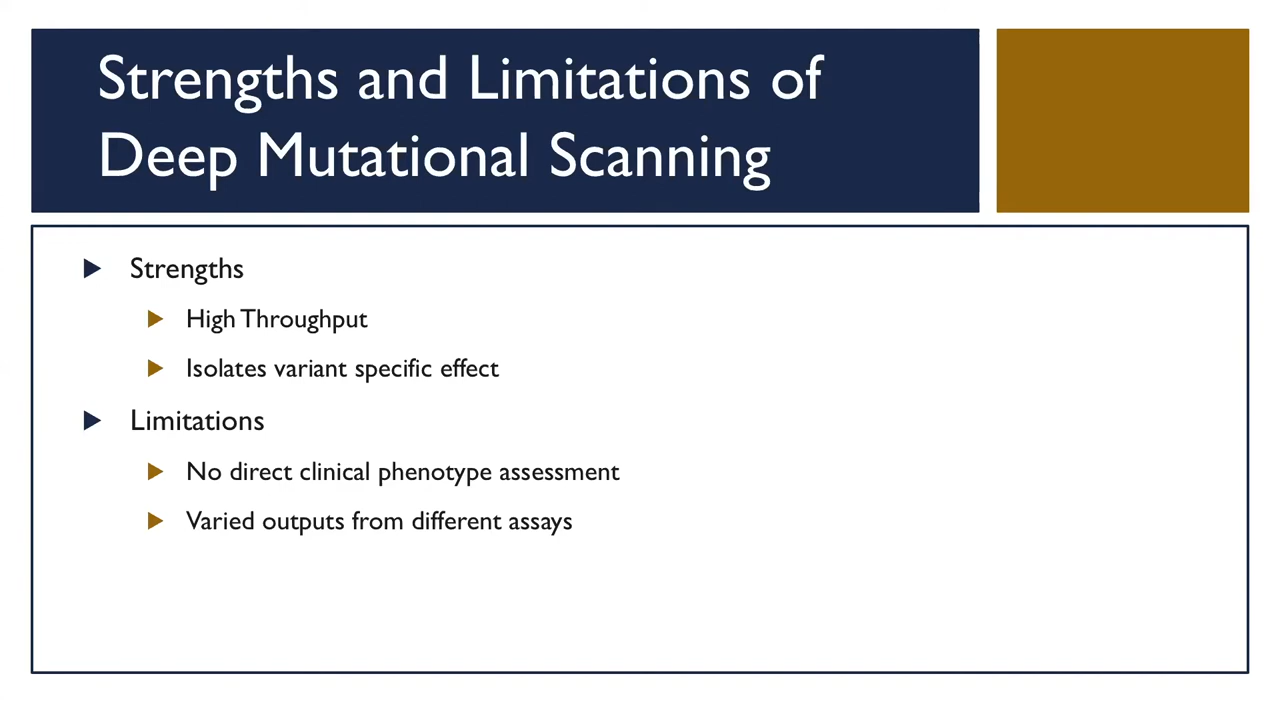 Strengths and Limitations of
Deep Mutational Scanning
Strengths
High Throughput
Isolates variant specific effect
Limitations
No direct clinical phenotype assessment
Varied outputs from different assays